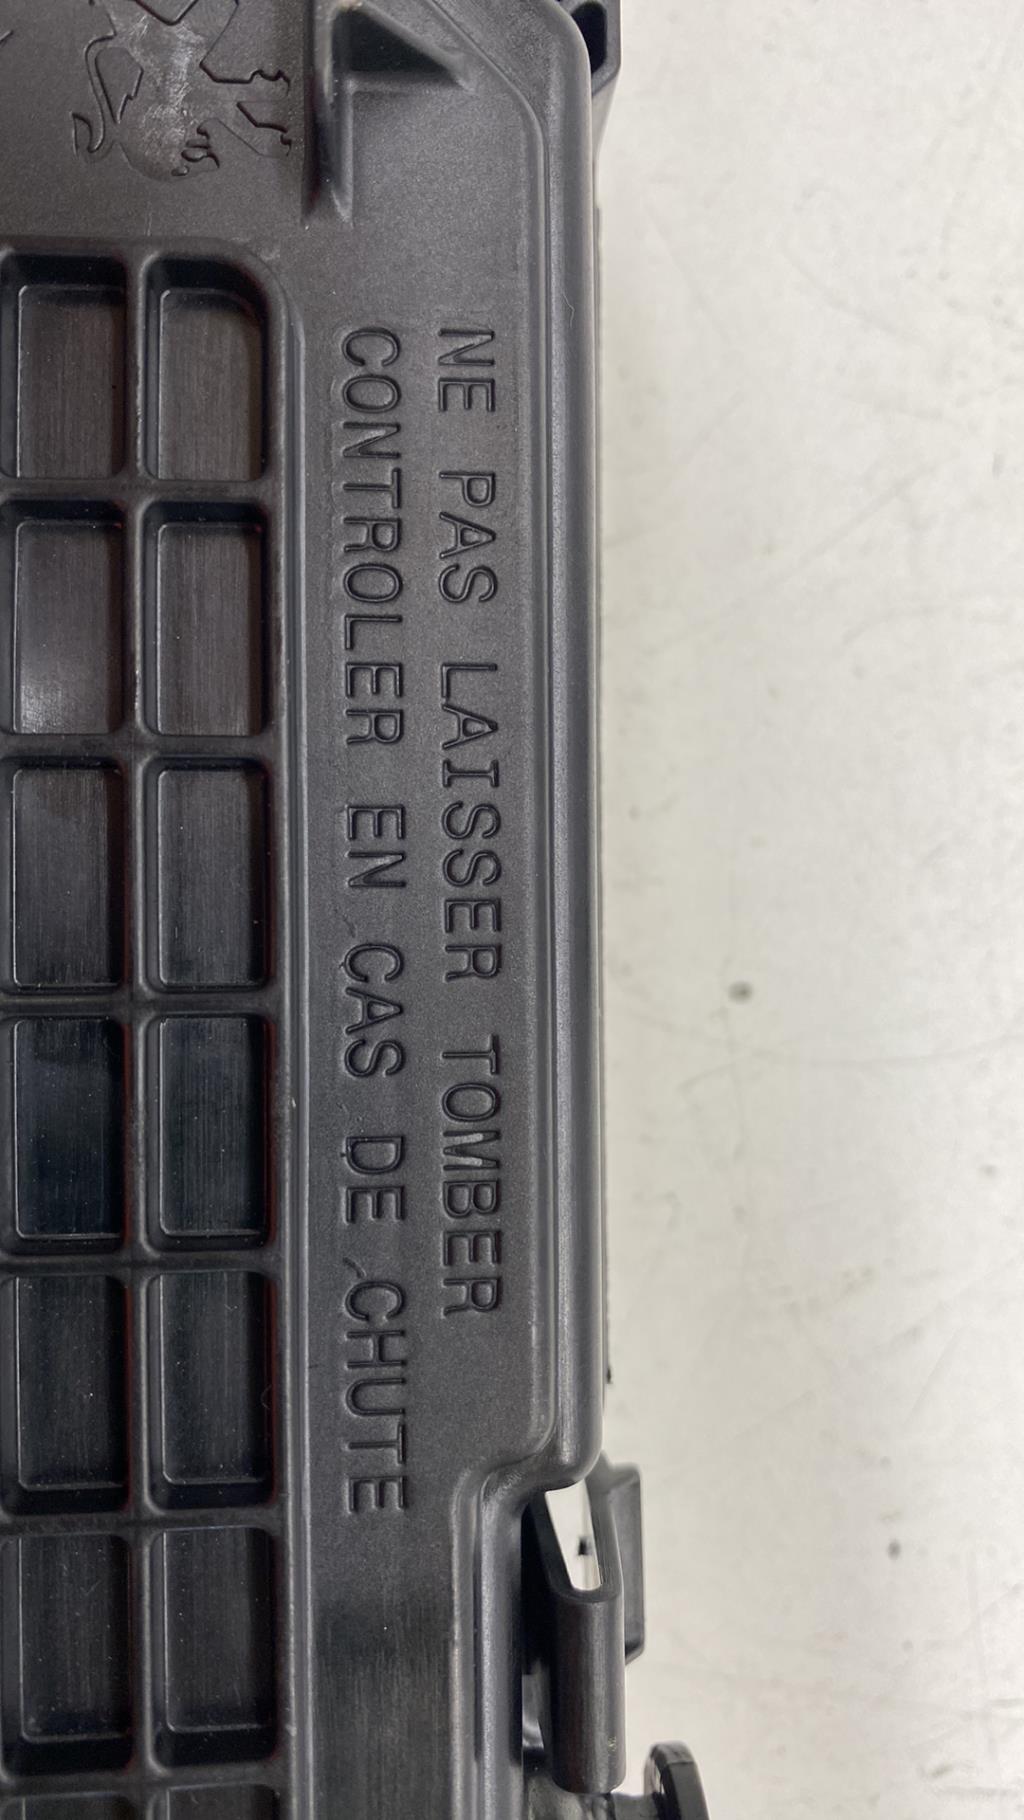 NE PAS LAISSER TOMBER
CONTROLER EN CAS DE CHUTE